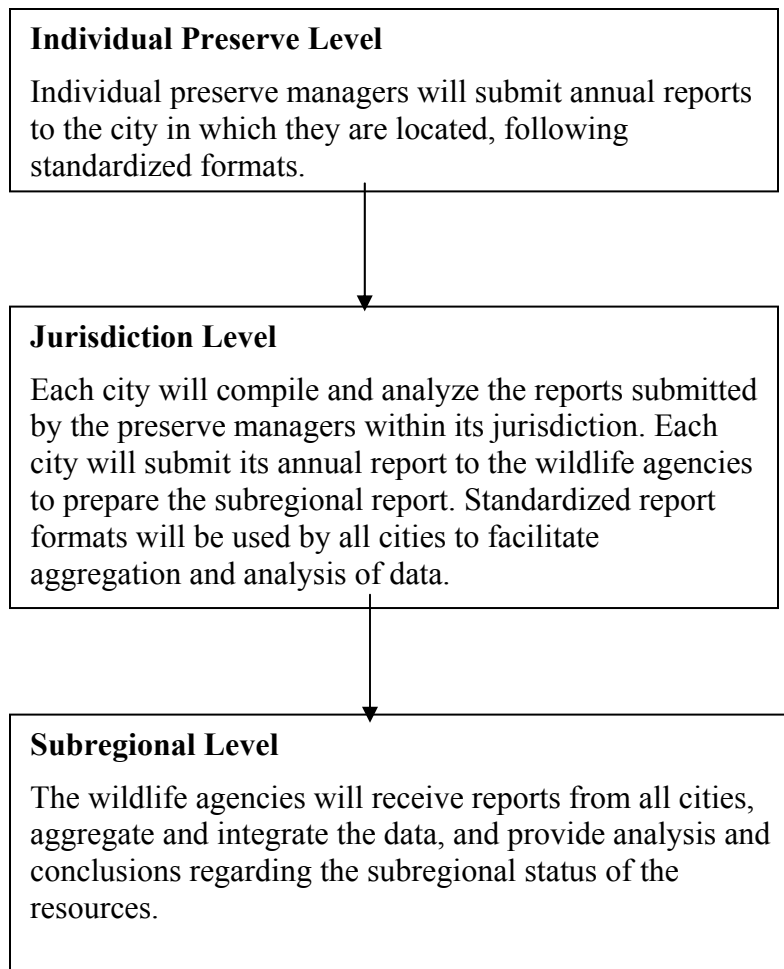 Individual Preserve Level
Individual preserve managers will submit annual reports
to the city in which they are located, following
standardized formats.
Jurisdiction Level
Each city will compile and analyze the reports submitted
by the preserve managers within its jurisdiction. Each
city will submit its annual report to the wildlife agencies
to prepare the subregional report. Standardized report
formats will be used by all cities to facilitate
aggregation and analysis of data.
Subregional Level
The wildlife agencies will receive reports from all cities,
aggregate and integrate the data, and provide analysis and
conclusions regarding the subregional status of the
resources.